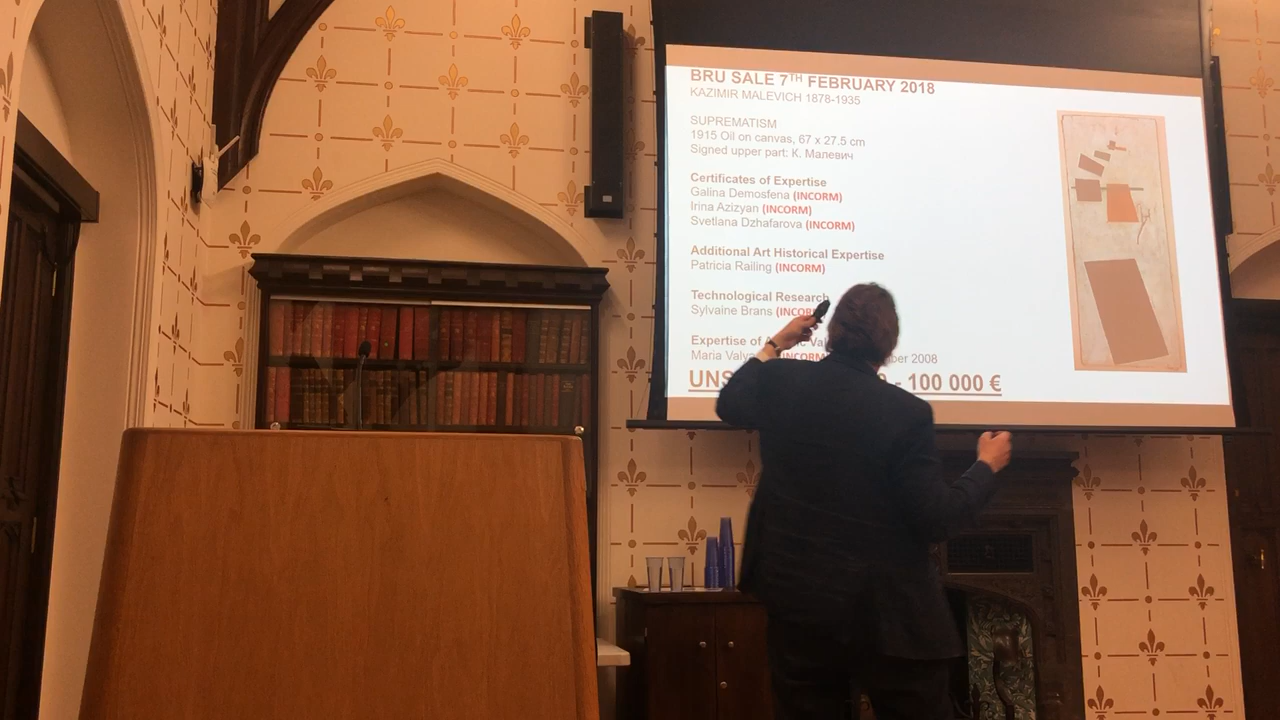 BRU SALE 7TH FEBRUARY 2018
KAZIMIR MALEVICH 1878-1935
SUPREMATISM
1915 Oil on canvas, 67 x 27.5 cm
Signed upper part: К. Малевич
Certificates of Expertise
Galina Demosfena (INCORM)
Irina Azizyan (INCORM)
Svetlana Dzhafarova (INCORM)
Additional Art Historical Expertise
Patricia Railing (INCORM)
Technological Research
Sylvaine Brans
Expertise of
Maria 2008
- 100 000 €